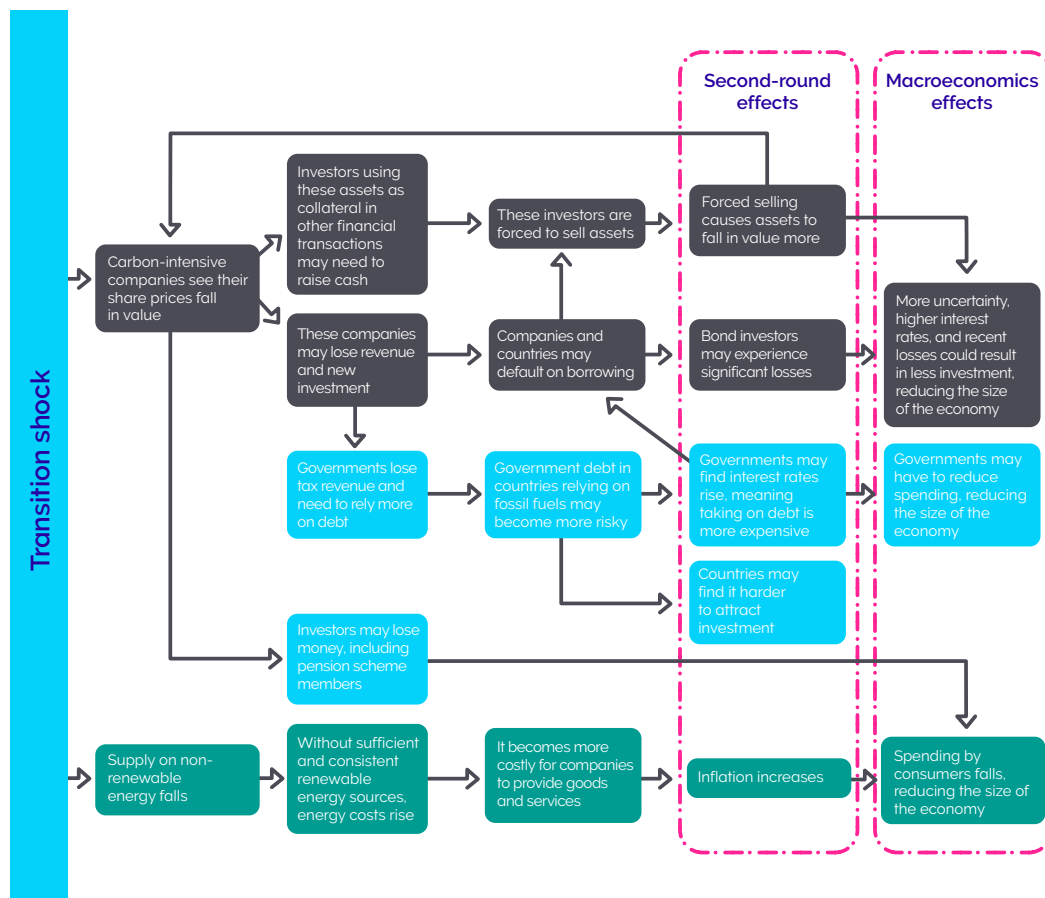 Transition shock
Second-round
effects
Macroeconomics
effects
Carbon-intensive
companies see their
share prices fall
in value
Investors using
these assets as
collateral in
other financial
transactions
may need to
raise cash
These investors are
forced to sell assets
Forced selling
causes assets to
fall in value more
These companies
may lose revenue
and new
investment
Companies and
countries may
default on borrowing
Bond investors
may experience
significant losses
More uncertainty,
higher interest
rates, and recent
losses could result
in less investment,
reducing the size
of the economy
Governments lose
tax revenue and
need to rely more
on debt
Government debt in
countries relying on
fossil fuels may
become more risky
Governments may
find interest rates
rise, meaning
taking on debt is
more expensive
Governments may
have to reduce
spending, reducing
the size of the
economy
Countries may
find it harder
to attract
investment
Investors may lose
money, including
pension scheme
members
Supply on non-
renewable
energy falls
Without sufficient
and consistent
renewable
energy sources,
energy costs rise
It becomes more
costly for companies
to provide goods
and services
Inflation increases
Spending by
consumers falls,
reducing the size of
the economy